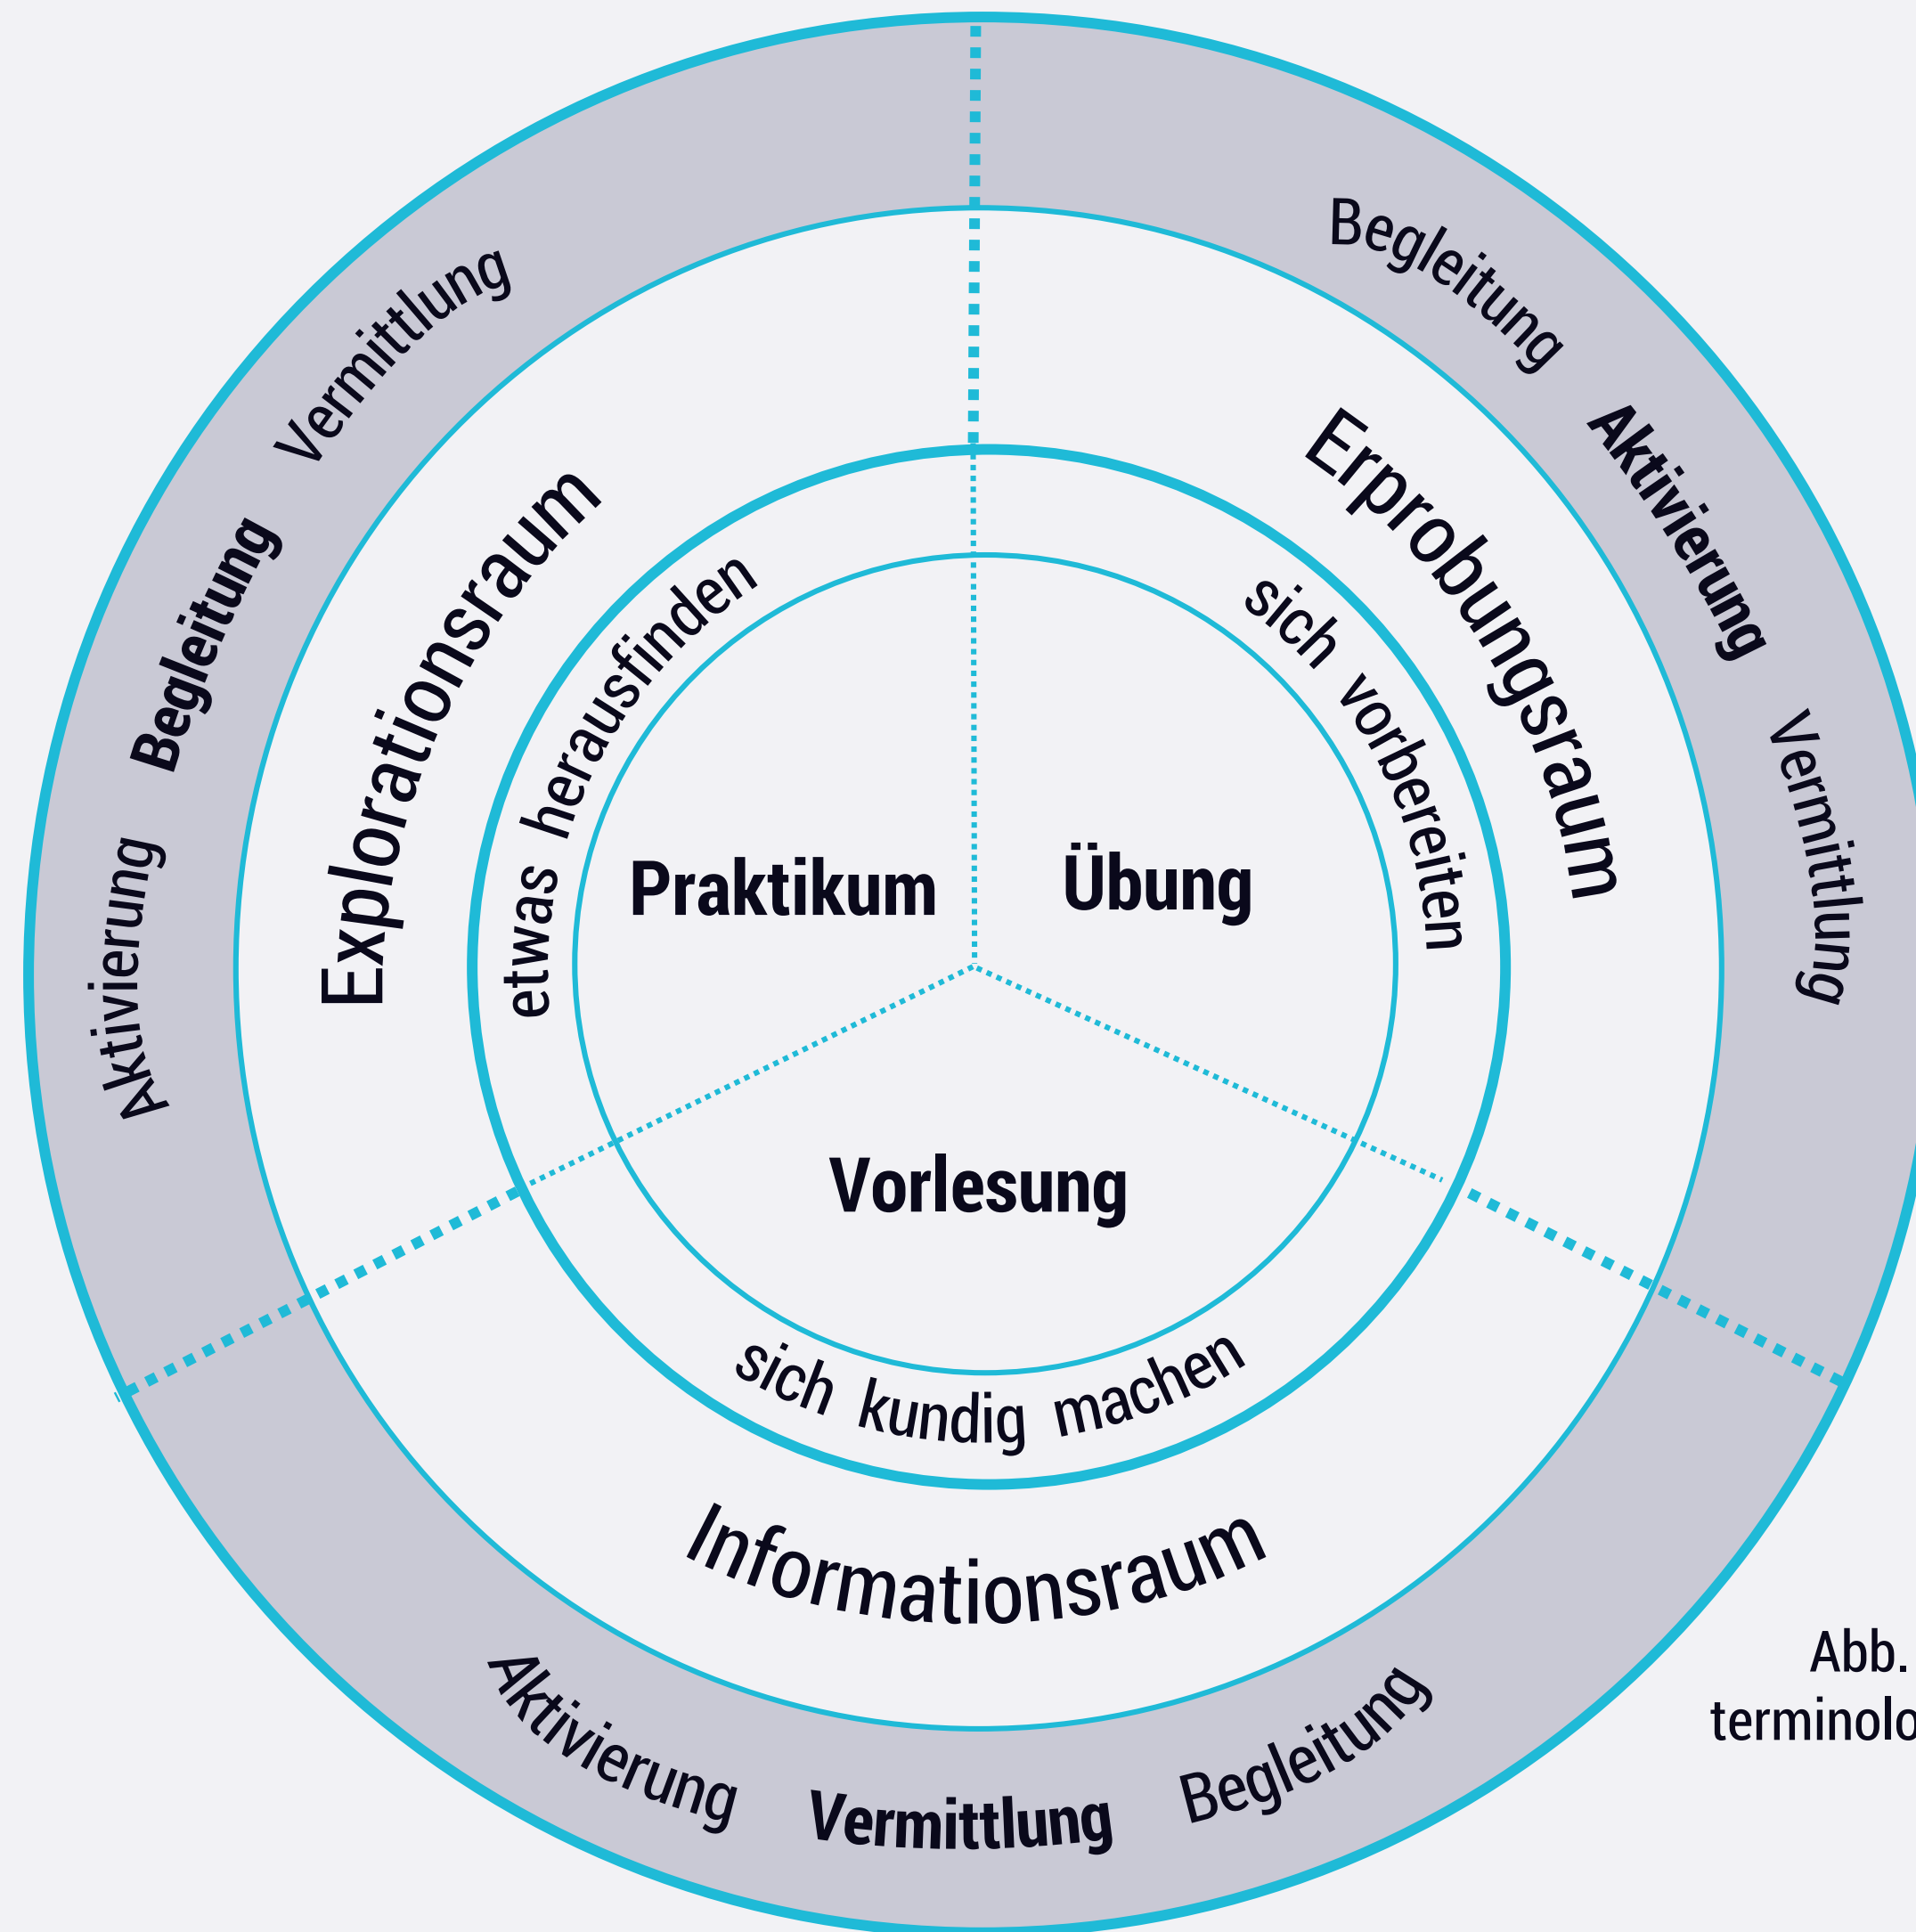 Vermittlung
Begleitung
Aktivierung
Begleitung
Aktivierung
Vermittlung
Explorationsraum
Erprobungsraum
etwas herausfinden
sich vorbereiten
Praktikum
Übung
Vorlesung
sich kundig machen
Informationsraum
Aktivierung
Vermittlung
Begleitung
Abb.
terminolo